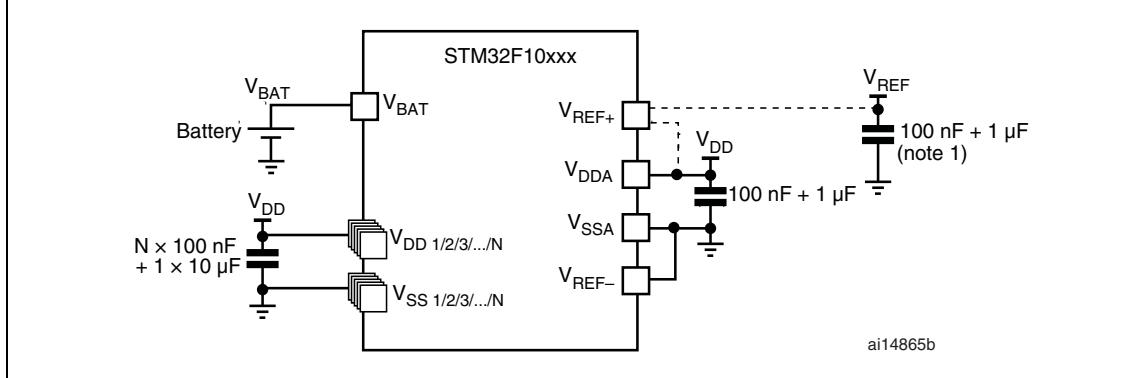 STM32F10xxx
VBAT
VBAT
Battery
VREF+
VREF
100 nF + 1 µF
(note 1)
VDD
VDDA
100 nF + 1 µF
VDD
VSSA
N × 100 nF
+ 1 × 10 µF
VDD 1/2/3/.../N
VREF–
VSS 1/2/3/.../N
ai14865b